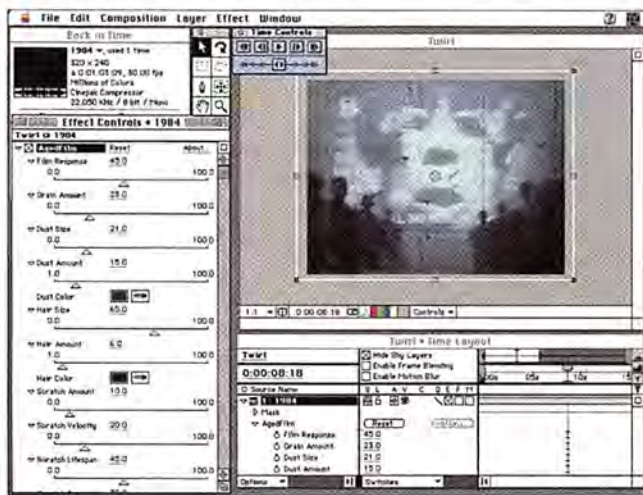 File Edit Composition Layer Effect Window
Back in Time
1984, used 1 time
320 x 240
Δ 0:01:03:09, 30.00 fps
Millions of Colors
Cinepak Compressor
22.050 KHz / 8 bit / Mono
Time Controls
Twirl
Effect Controls • 1984
Twirl • 1984
AgedFilm Reset About...
Film Response 45.0
0.0 100.0
Grain Amount 23.0
0.0 100.0
Dust Size 21.0
0.0 100.0
Dust Amount 15.0
1.0 100.0
Dust Color
Hair Size 65.0
0.0 100.0
Hair Amount 6.0
1.0 100.0
Hair Color
Scratch Amount 10.0
0.0 100.0
Scratch Velocity 20.0
0.0 100.0
Scratch Lifespan 45.0
0.0 100.0
1:1 0:00:08:18 Controls
Twirl • Time Layout
Twirl
0:00:08:18
Hide Shy Layers
Enable Frame Blending
Enable Motion Blur
00s 05s 10s 15
Source Name
1984
Mask
AgedFilm Reset
Film Response 45.0
Grain Amount 23.0
Dust Size 21.0
Dust Amount 15.0
Options Switches